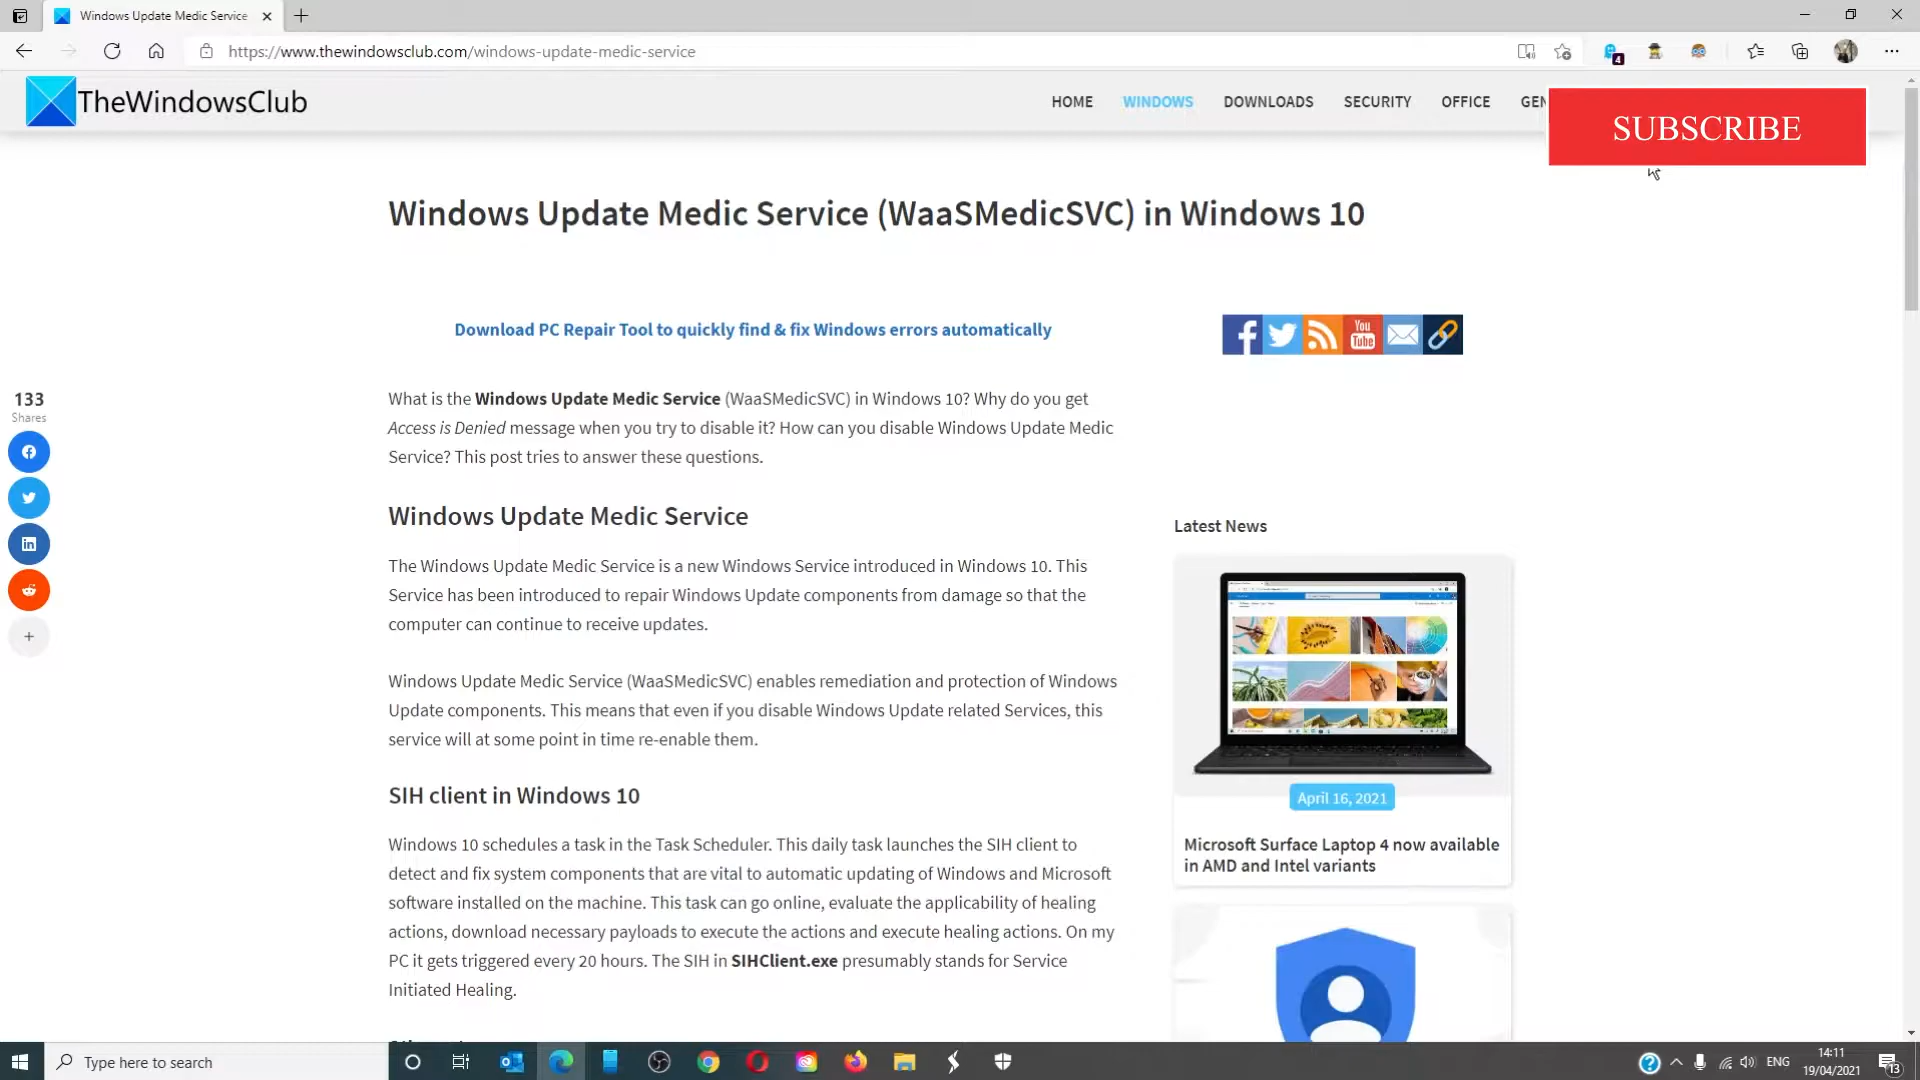 Windows Update Medic Service
https://www.thewindowsclub.com/windows-update-medic-service
4
TheWindowsClub
HOME WINDOWS DOWNLOADS SECURITY OFFICE GEN
SUBSCRIBE
Windows Update Medic Service (WaaSMedicSVC) in Windows 10
Download PC Repair Tool to quickly find & fix Windows errors automatically
You
Tube
133
Shares
What is the Windows Update Medic Service (WaaSMedicSVC) in Windows 10? Why do you get
Access is Denied message when you try to disable it? How can you disable Windows Update Medic
Service? This post tries to answer these questions.
Windows Update Medic Service
The Windows Update Medic Service is a new Windows Service introduced in Windows 10. This
Service has been introduced to repair Windows Update components from damage so that the
computer can continue to receive updates.
Windows Update Medic Service (WaaSMedicSVC) enables remediation and protection of Windows
Update components. This means that even if you disable Windows Update related Services, this
service will at some point in time re-enable them.
SIH client in Windows 10
Windows 10 schedules a task in the Task Scheduler. This daily task launches the SIH client to
detect and fix system components that are vital to automatic updating of Windows and Microsoft
software installed on the machine. This task can go online, evaluate the applicability of healing
actions, download necessary payloads to execute the actions and execute healing actions. On my
PC it gets triggered every 20 hours. The SIH in SIHClient.exe presumably stands for Service
Initiated Healing.
Latest News
April 16, 2021
Microsoft Surface Laptop 4 now available
in AMD and Intel variants
Type here to search
ENG
14:11
19/04/2021
13